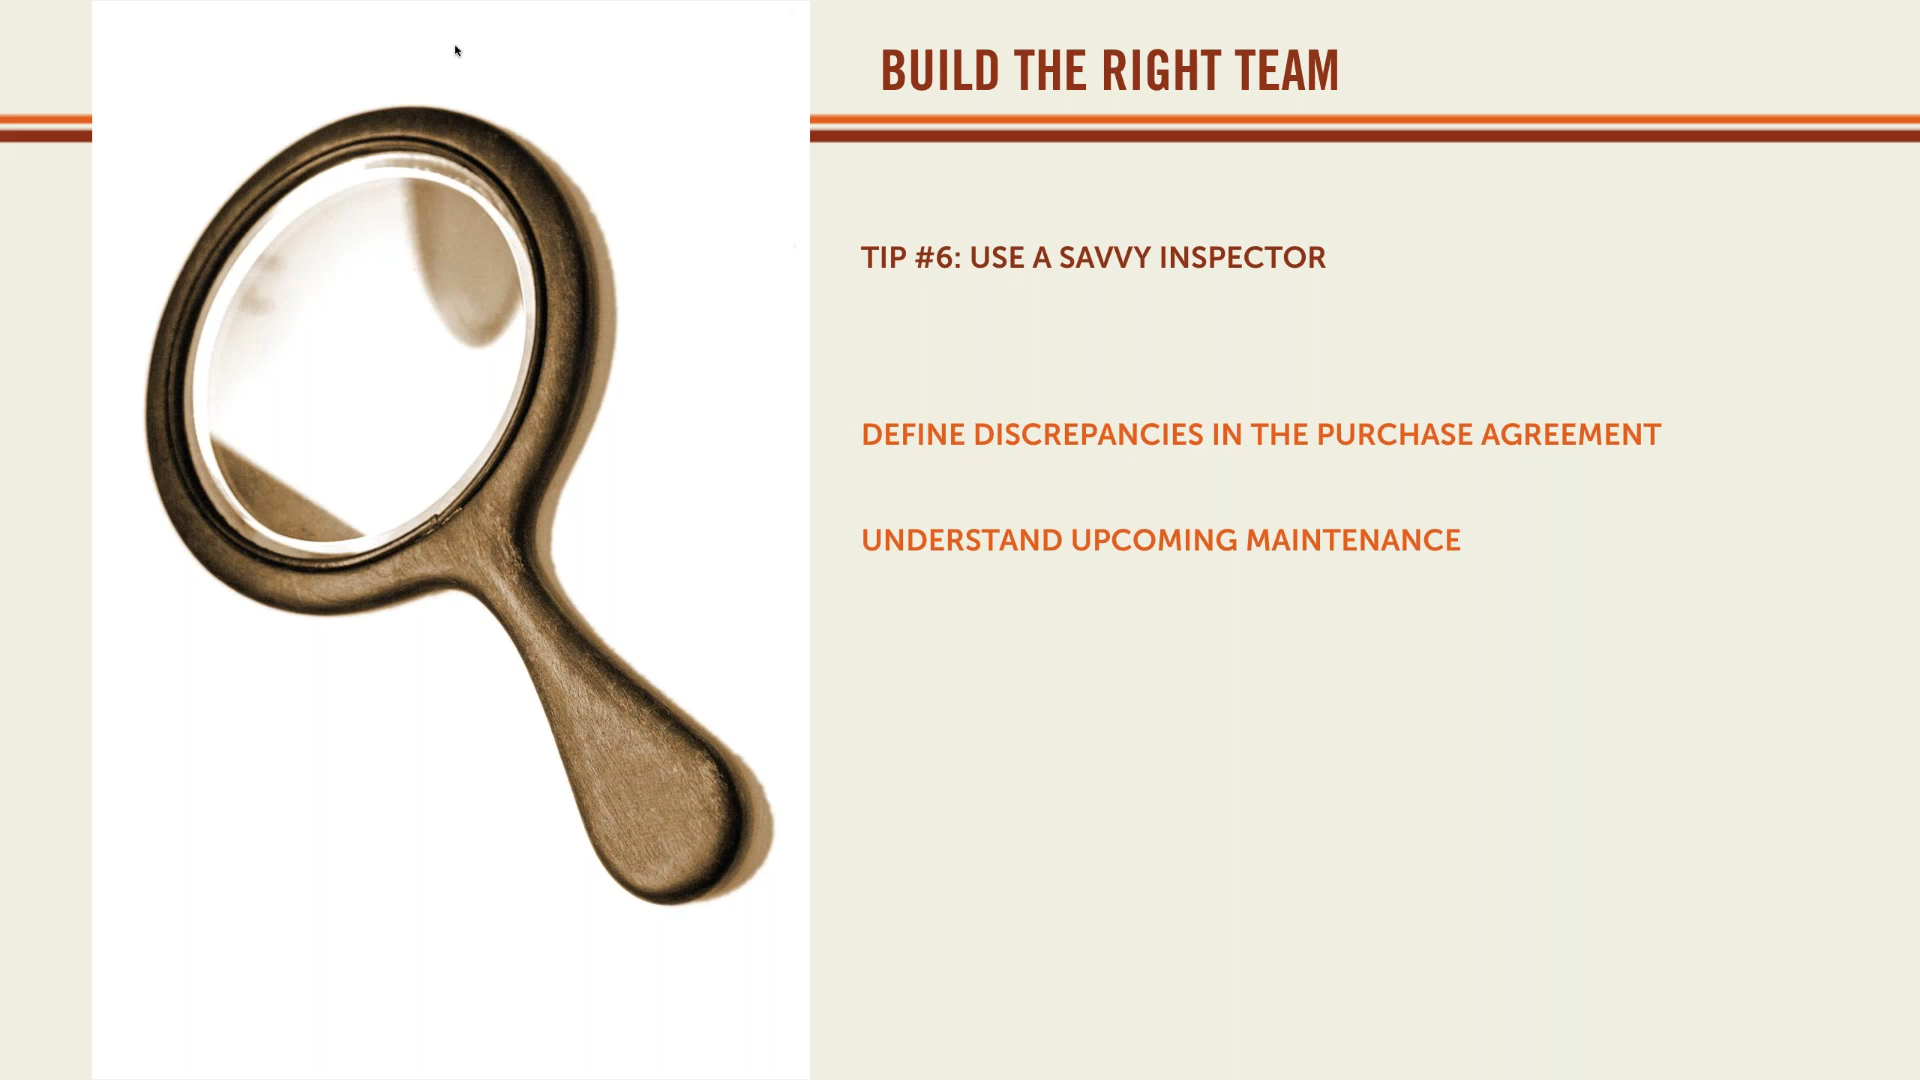 BUILD THE RIGHT TEAM
TIP #6: USE A SAVVY INSPECTOR
DEFINE DISCREPANCIES IN THE PURCHASE AGREEMENT
UNDERSTAND UPCOMING MAINTENANCE